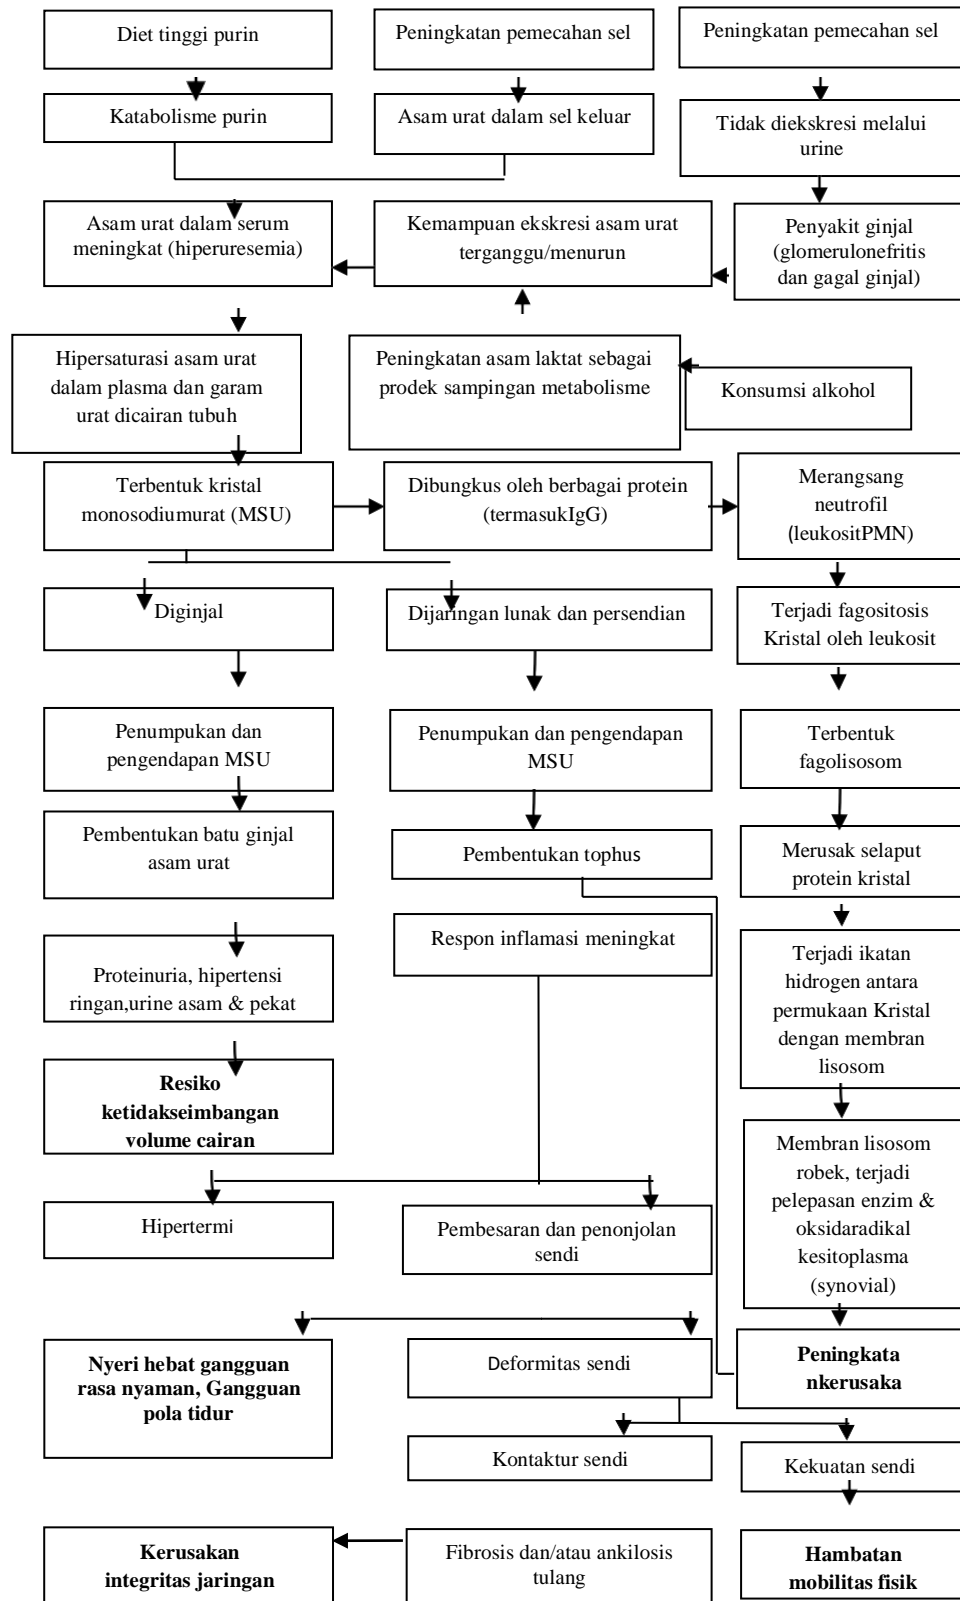 Diet tinggi purin
Peningkatan pemecahan sel
Peningkatan pemecahan sel
Katabolisme purin
Asam urat dalam sel keluar
Tidak diekskresi melalui
urine
Asam urat dalam serum
meningkat (hiperuresemia)
Kemampuan ekskresi asam urat
terganggu/menurun
Penyakit ginjal
(glomerulonefritis
dan gagal ginjal)
Hipersaturasi asam urat
dalam plasma dan garam
urat dicairan tubuh
Peningkatan asam laktat sebagai
prodek sampingan metabolisme
Konsumsi alkohol
Terbentuk kristal
monosodiumurat (MSU)
Dibungkus oleh berbagai protein
(termasukIgG)
Merangsang
neutrofil
(leukositPMN)
Diginjal
Dijaringan lunak dan persendian
Terjadi fagositosis
Kristal oleh leukosit
Penumpukan dan
pengendapan MSU
Penumpukan dan pengendapan
MSU
Terbentuk
fagolisosom
Pembentukan batu ginjal
asam urat
Pembentukan tophus
Merusak selaput
protein kristal
Respon inflamasi meningkat
Proteinuria, hipertensi
ringan,urine asam & pekat
Terjadi ikatan
hidrogen antara
permukaan Kristal
dengan membran
lisosom
Resiko
ketidakseimbangan
volume cairan
Membran lisosom
robek, terjadi
pelepasan enzim &
oksidaradikal
kesitoplasma
(synovial)
Hipertermi
Pembesaran dan penonjolan
sendi
Nyeri hebat gangguan
rasa nyaman, Gangguan
pola tidur
Deformitas sendi
Peningkata
nkerusaka
Kontaktur sendi
Kekuatan sendi
Kerusakan
integritas jaringan
Fibrosis dan/atau ankilosis
tulang
Hambatan
mobilitas fisik